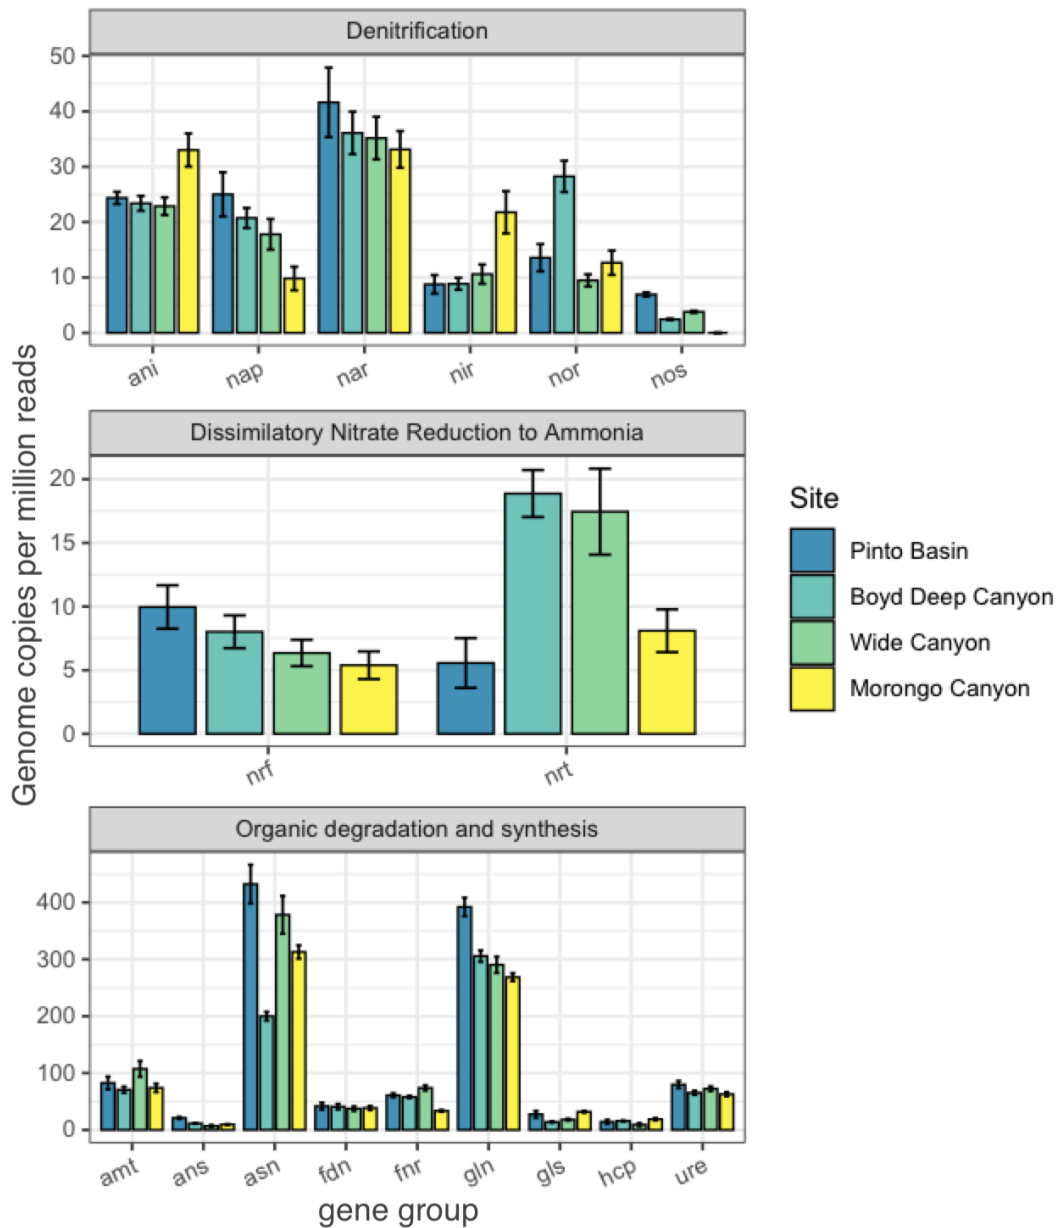 Denitrification
50
40
30
20
10
0
ani nap nar nir nor nos
Genome copies per million reads
Dissimilatory Nitrate Reduction to Ammonia
20
15
10
5
0
nrf nrt
Site
Pinto Basin
Boyd Deep Canyon
Wide Canyon
Morongo Canyon
Organic degradation and synthesis
400
300
200
100
0
amt ans asn fdn fnr gln gls hcp ure
gene group